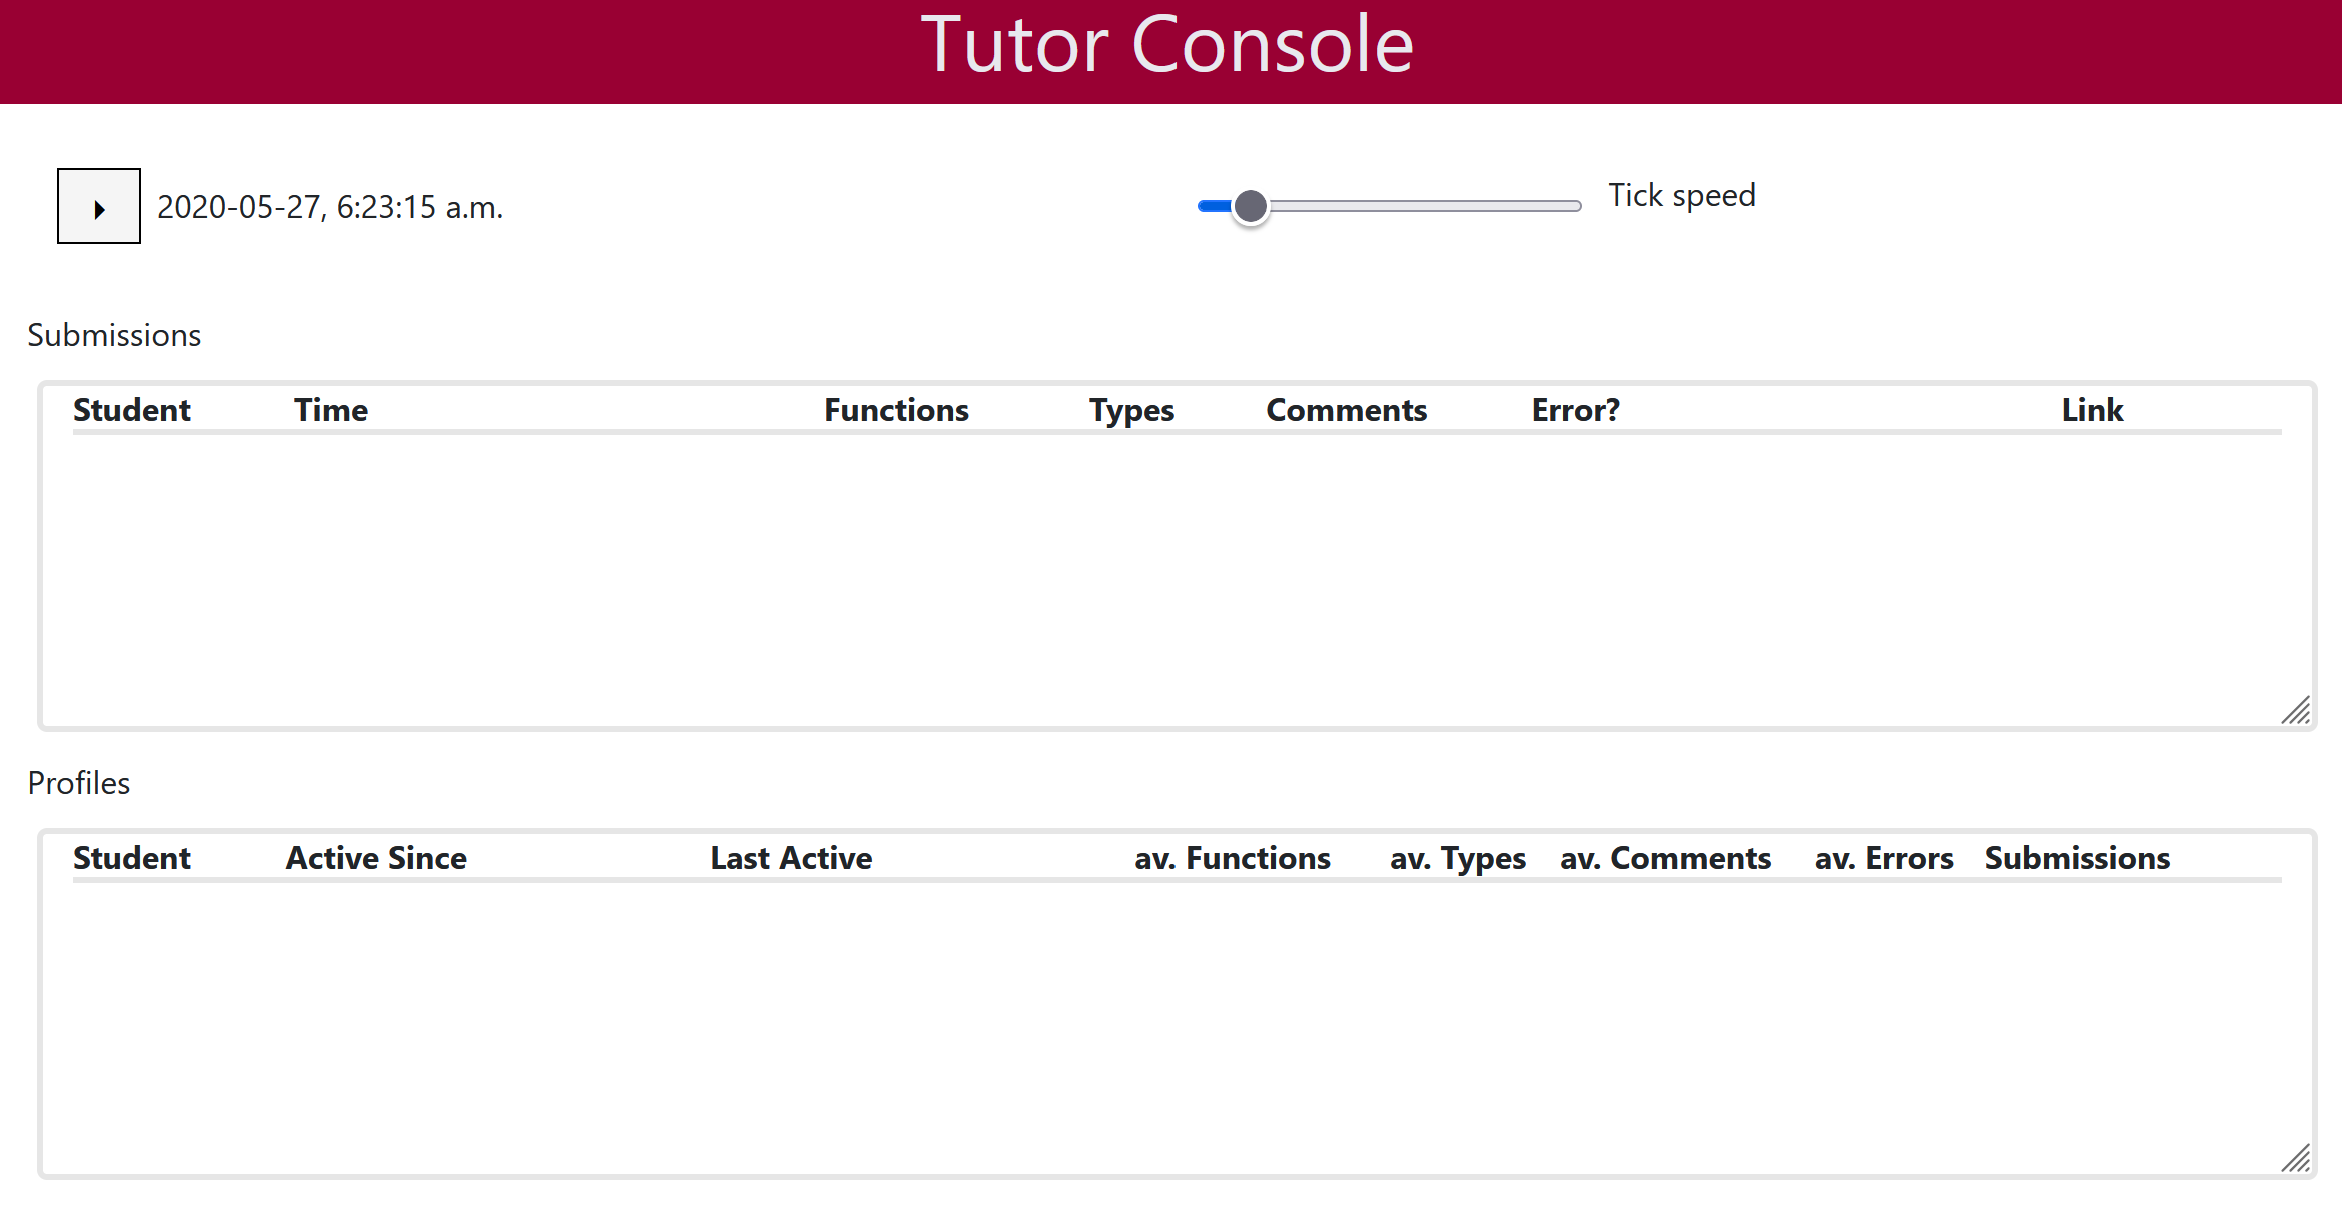 Tutor Console
2020-05-27, 6:23:15 a.m.
Tick speed
Submissions
Student Time Functions Types Comments Error? Link
Profiles
Student Active Since Last Active av. Functions av. Types av. Comments av. Errors Submissions